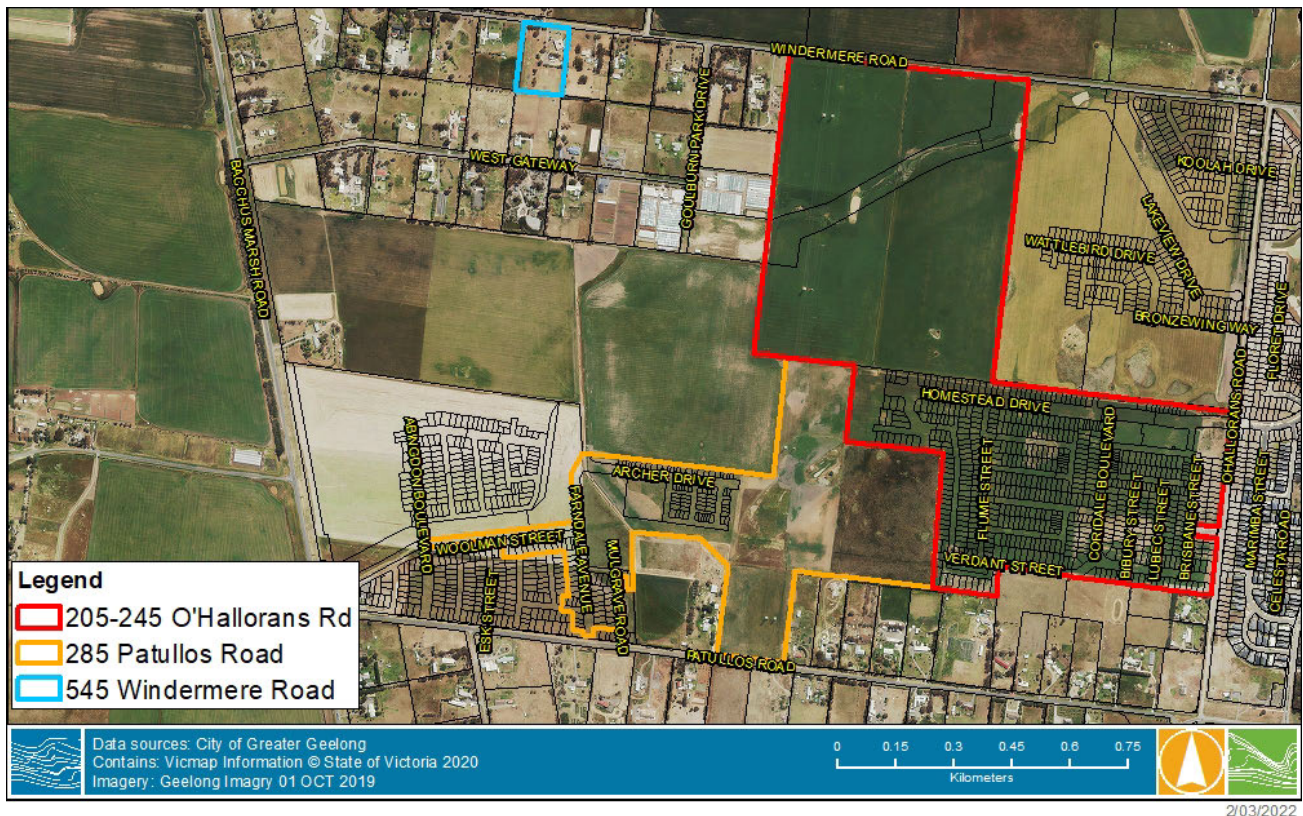 WINDERMERE ROAD
KOOLAH DRIVE
GOULBURN PARK DRIVE
WEST GATEWAY
BACCHUS MARSH ROAD
LAKEVIEW DRIVE
WATTLEBIRD DRIVE
BRONZEWING WAY
FLORET DRIVE
O'HALLORANS ROAD
HOMESTEAD DRIVE
ABINGDON BOULEVARD
ARCHER DRIVE
FLUME STREET
CORIDALE BOULEVARD
BIBURY STREET
LUBECK STREET
BRISBANE STREET
MARIMBA STREET
CELESTA ROAD
WOOLMAN STREET
FARNDALE AVENUE
MULGRAVE ROAD
VERDANT STREET
ESK STREET
PATULLOS ROAD
Legend
205-245 O'Hallorans Rd
285 Patullos Road
545 Windermere Road
Data sources: City of Greater Geelong
Contains: Vicmap Information © State of Victoria 2020
Imagery: Geelong Imagry 01 OCT 2019
0 0.15 0.3 0.45 0.6 0.75
Kilometers
2/03/2022